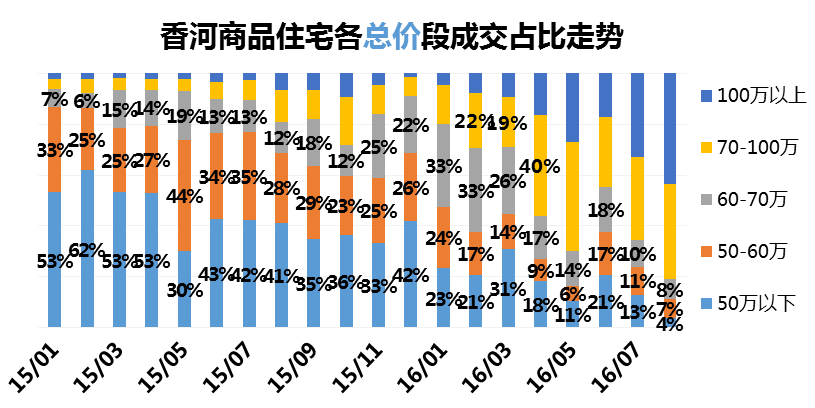 香河商品住宅各总价段成交占比走势
7% 6% 15% 14% 19% 13% 13% 12% 18% 12% 25% 22% 33% 22% 19% 40% 17% 14% 18% 10% 8%
33% 25% 25% 27% 44% 34% 35% 28% 29% 23% 25% 26% 24% 33% 26% 9% 6% 17% 11% 7%
53% 62% 53% 53% 30% 43% 42% 41% 35% 36% 33% 42% 23% 17% 14% 18% 11% 21% 13% 4%
21% 31%
15/01 15/03 15/05 15/07 15/09 15/11 16/01 16/03 16/05 16/07
100万以上
70-100万
60-70万
50-60万
50万以下